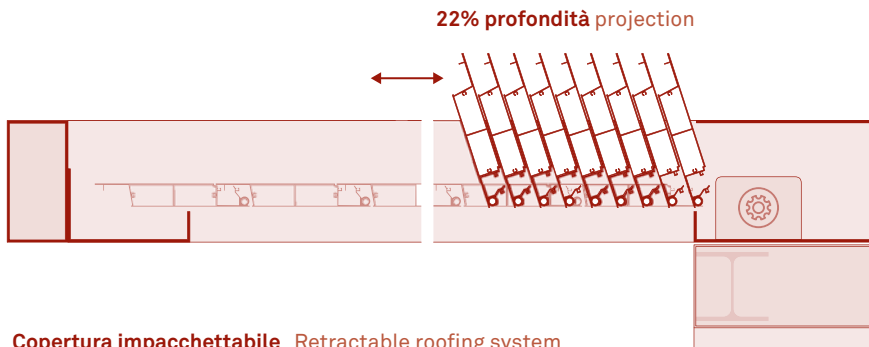 22% profondità projection
Copertura impacchettabile Retractable roofing system